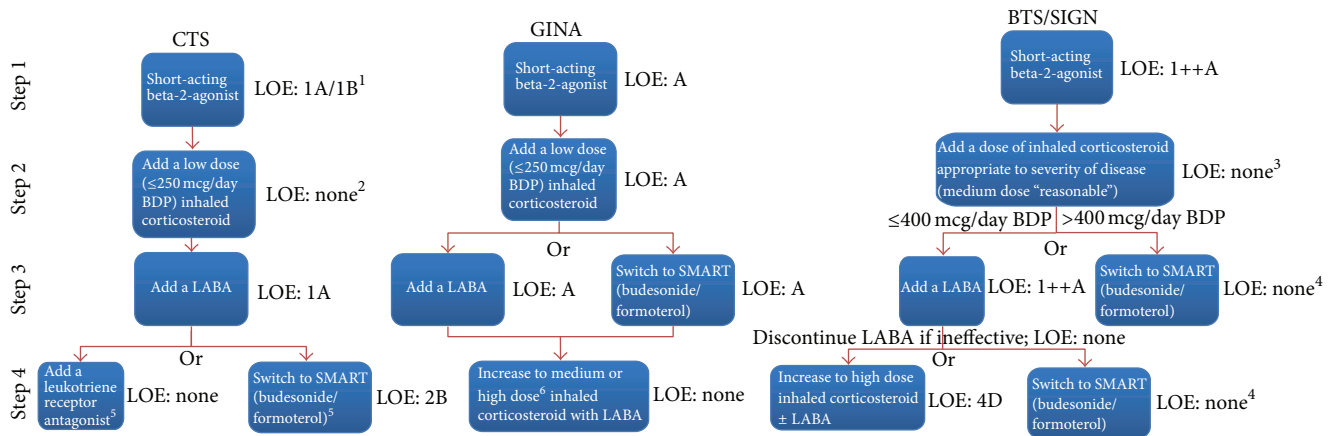 CTS
GINA
BTS/SIGN
Step 1
Short-acting
beta-2-agonist
LOE: 1A/1B¹
Short-acting
beta-2-agonist
LOE: A
Short-acting
beta-2-agonist
LOE: 1++A
Step 2
Add a low dose
(≤250 mcg/day
BDP) inhaled
corticosteroid
LOE: none²
Add a low dose
(≤250 mcg/day
BDP) inhaled
corticosteroid
LOE: A
Add a dose of inhaled corticosteroid
appropriate to severity of disease
(medium dose “reasonable”)
LOE: none³
≤400 mcg/day BDP
>400 mcg/day BDP
Or
Or
Step 3
Add a LABA
LOE: 1A
Add a LABA
LOE: A
Switch to SMART
(budesonide/
formoterol)
LOE: A
Add a LABA
LOE: 1++A
Switch to SMART
(budesonide/
formoterol)
LOE: none⁴
Discontinue LABA if ineffective; LOE: none
Or
Or
Step 4
Add a
leukotriene
receptor
antagonist⁵
LOE: none
Switch to SMART
(budesonide/
formoterol)⁵
LOE: 2B
Increase to medium or
high dose⁶ inhaled
corticosteroid with LABA
LOE: none
Increase to high dose
inhaled corticosteroid
± LABA
LOE: 4D
Switch to SMART
(budesonide/
formoterol)
LOE: none⁴